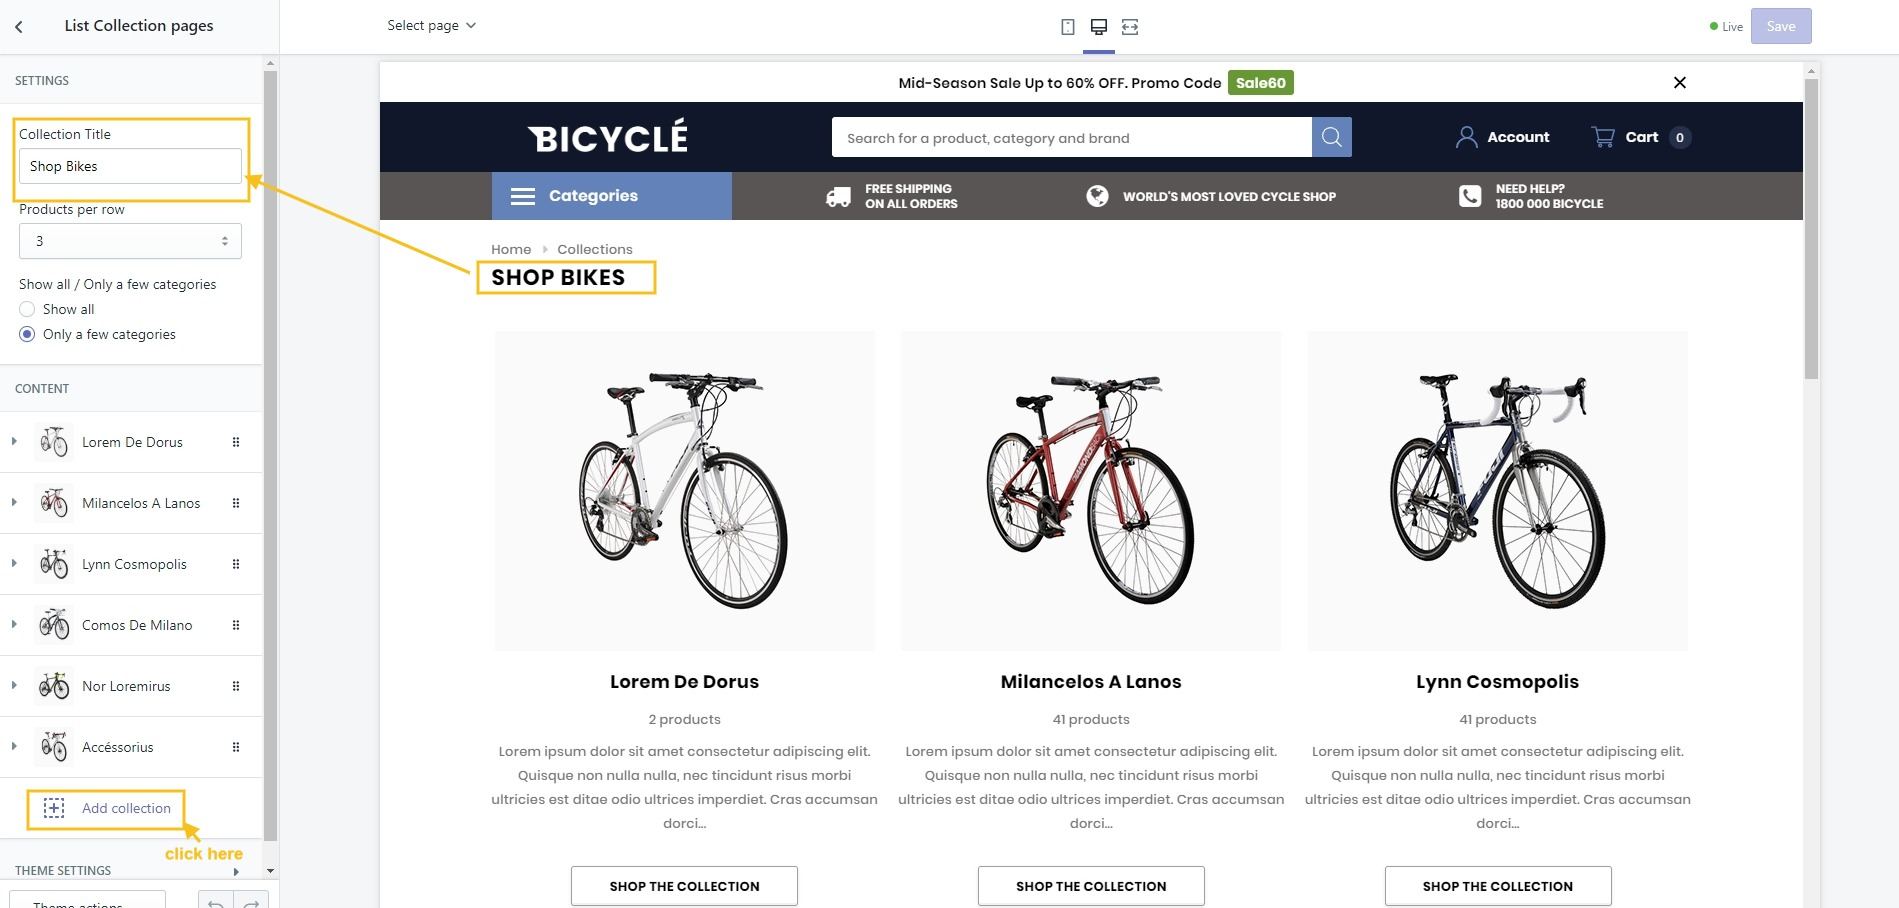 List Collection pages
Select page
Live
Save
SETTINGS
Collection Title
Shop Bikes
Products per row
3
Show all / Only a few categories
Show all
Only a few categories
CONTENT
Lorem De Dorus
Milancelos A Lanos
Lynn Cosmopolis
Comos De Milano
Nor Loremirus
Accéssorius
Add collection
click here
THEME SETTINGS
Theme actions
Mid-Season Sale Up to 60% OFF. Promo Code Sale60
BICYCLÉ
Search for a product, category and brand
Account
Cart 0
Categories
FREE SHIPPING
ON ALL ORDERS
WORLD'S MOST LOVED CYCLE SHOP
NEED HELP?
1800 000 BICYCLE
Home Collections
SHOP BIKES
DIAMONDBACK
FUJI
Lorem De Dorus
2 products
Lorem ipsum dolor sit amet consectetur adipiscing elit.
Quisque non nulla nulla, nec tincidunt risus morbi
ultricies est ditae odio ultrices imperdiet. Cras accumsan
dorci...
SHOP THE COLLECTION
Milancelos A Lanos
41 products
Lorem ipsum dolor sit amet consectetur adipiscing elit.
Quisque non nulla nulla, nec tincidunt risus morbi
ultricies est ditae odio ultrices imperdiet. Cras accumsan
dorci...
SHOP THE COLLECTION
Lynn Cosmopolis
41 products
Lorem ipsum dolor sit amet consectetur adipiscing elit.
Quisque non nulla nulla, nec tincidunt risus morbi
ultricies est ditae odio ultrices imperdiet. Cras accumsan
dorci...
SHOP THE COLLECTION